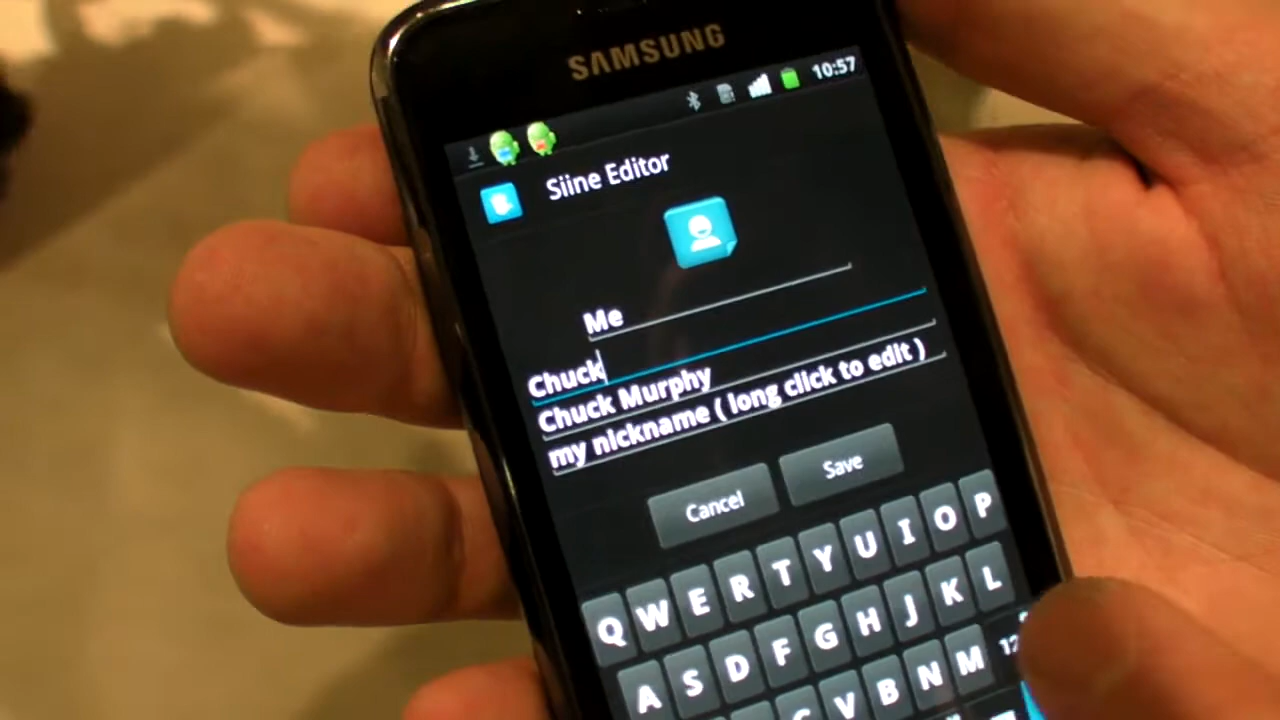 SAMSUNG
10:57
Siine Editor
Me
Chuck
Chuck Murphy
my nickname ( long click to edit )
Cancel Save
Q W E R T Y U I O P
A S D F G H J K L
V B N M